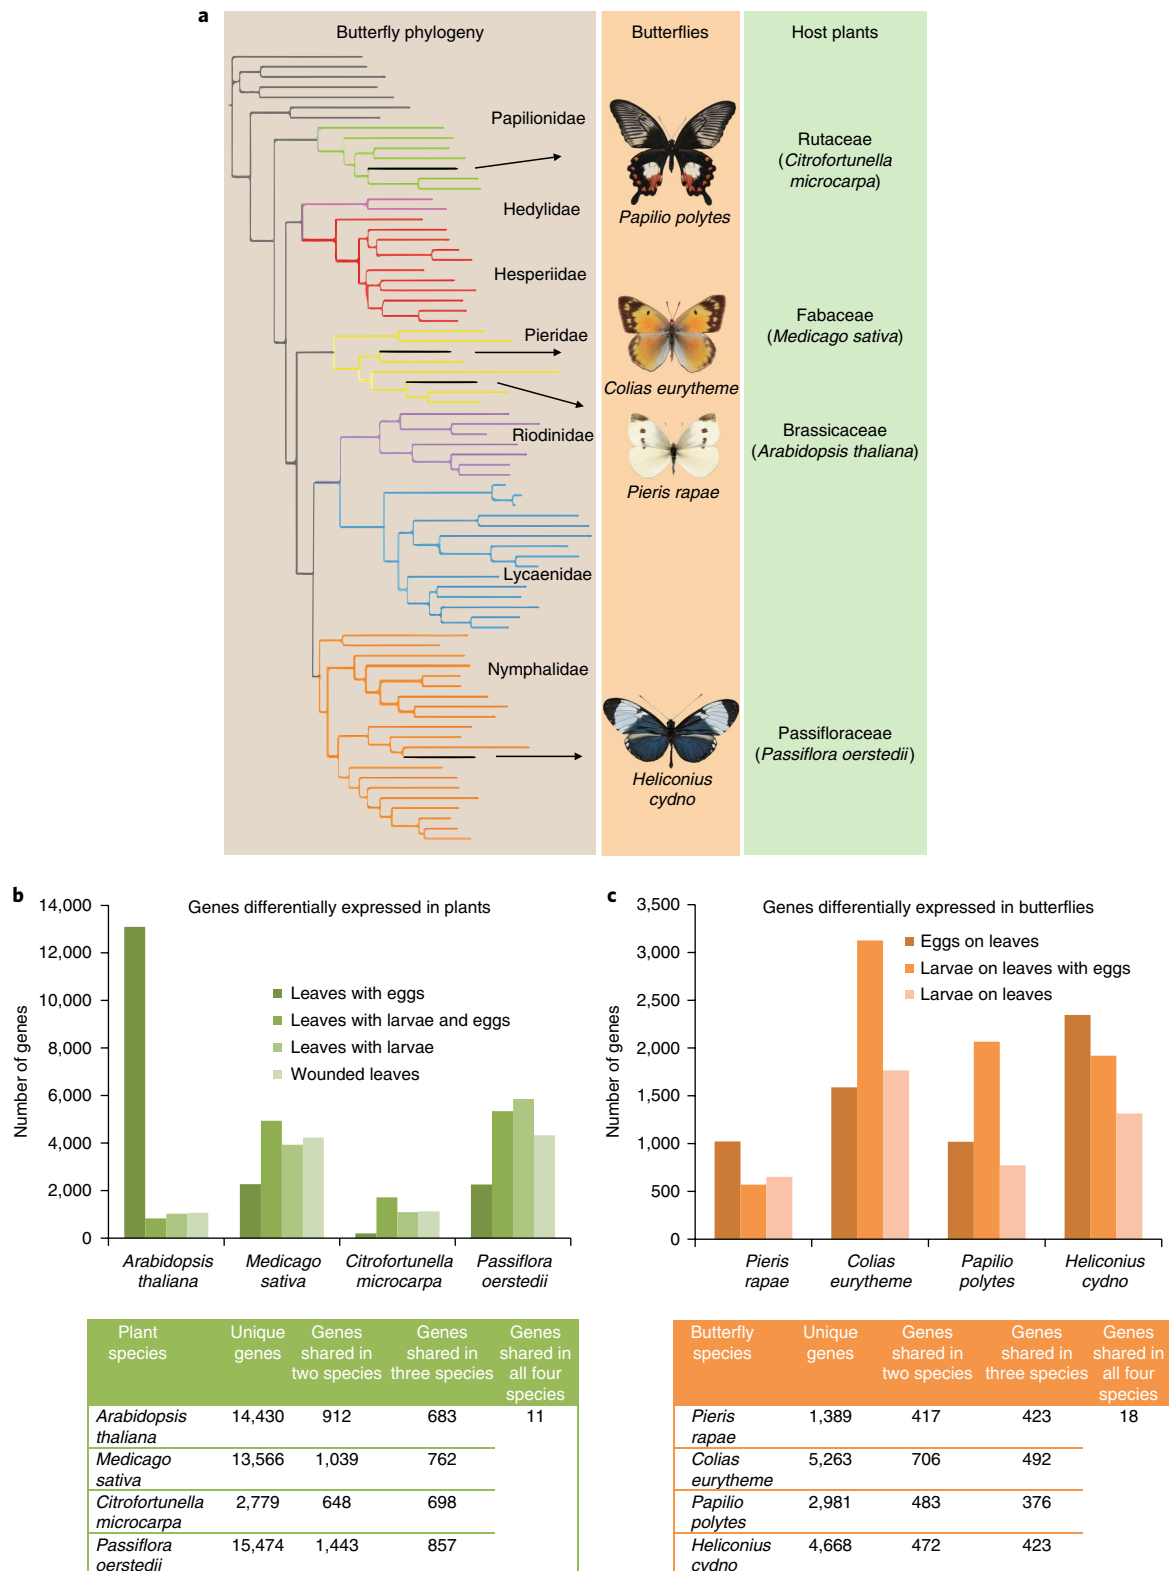 a
Butterfly phylogeny
Butterflies
Host plants
Papilionidae
Hedylidae
Hesperiidae
Pieridae
Riodinidae
Lycaenidae
Nymphalidae
Papilio polytes
Colias eurytheme
Pieris rapae
Heliconius
cydno
Rutaceae
(Citrofortunella
microcarpa)
Fabaceae
(Medicago sativa)
Brassicaceae
(Arabidopsis thaliana)
Passifloraceae
(Passiflora oerstedii)
b
Genes differentially expressed in plants
Number of genes
14,000
12,000
10,000
8,000
6,000
4,000
2,000
0
Leaves with eggs
Leaves with larvae and eggs
Leaves with larvae
Wounded leaves
Arabidopsis
thaliana
Medicago
sativa
Citrofortunella
microcarpa
Passiflora
oerstedii
c
Genes differentially expressed in butterflies
Number of genes
3,500
3,000
2,500
2,000
1,500
1,000
500
0
Eggs on leaves
Larvae on leaves with eggs
Larvae on leaves
Pieris
rapae
Colias
eurytheme
Papilio
polytes
Heliconius
cydno
Plant Unique Genes Genes Genes
species genes shared in shared in shared in
two species three species all four
species
Arabidopsis 14,430 912 683 11
thaliana
Medicago 13,566 1,039 762
sativa
Citrofortunella 2,779 648 698
microcarpa
Passiflora 15,474 1,443 857
oerstedii
Butterfly Unique Genes Genes Genes
species genes shared in shared in shared in
two species three species all four
species
Pieris 1,389 417 423 18
rapae
Colias 5,263 706 492
eurytheme
Papilio 2,981 483 376
polytes
Heliconius 4,668 472 423
cydno